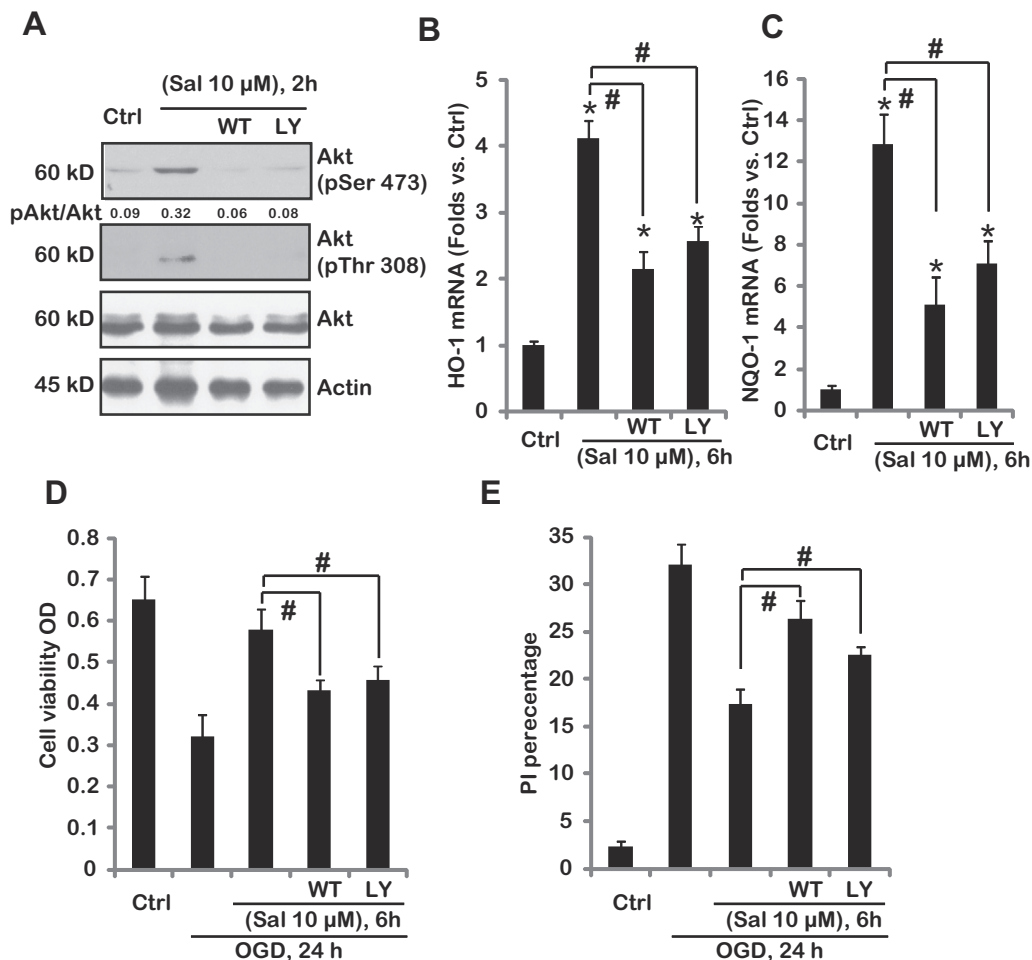 A
(Sal 10 µM), 2h
Ctrl
WT LY
60 kD
Akt
(pSer 473)
pAkt/Akt 0.09 0.32 0.06 0.08
60 kD
Akt
(pThr 308)
60 kD
Akt
45 kD
Actin
B
HO-1 mRNA (Folds vs. Ctrl)
5
4
3
2
1
0
#
#
*
*
*
Ctrl
WT LY
(Sal 10 µM), 6h
C
NQO-1 mRNA (Folds vs. Ctrl)
16
14
12
10
8
6
4
2
0
#
#
*
*
*
Ctrl
WT LY
(Sal 10 µM), 6h
D
Cell viability OD
0.8
0.7
0.6
0.5
0.4
0.3
0.2
0.1
0
#
#
Ctrl
WT LY
(Sal 10 µM), 6h
OGD, 24 h
E
PI perecentage
35
30
25
20
15
10
5
0
#
#
Ctrl
WT LY
(Sal 10 µM), 6h
OGD, 24 h